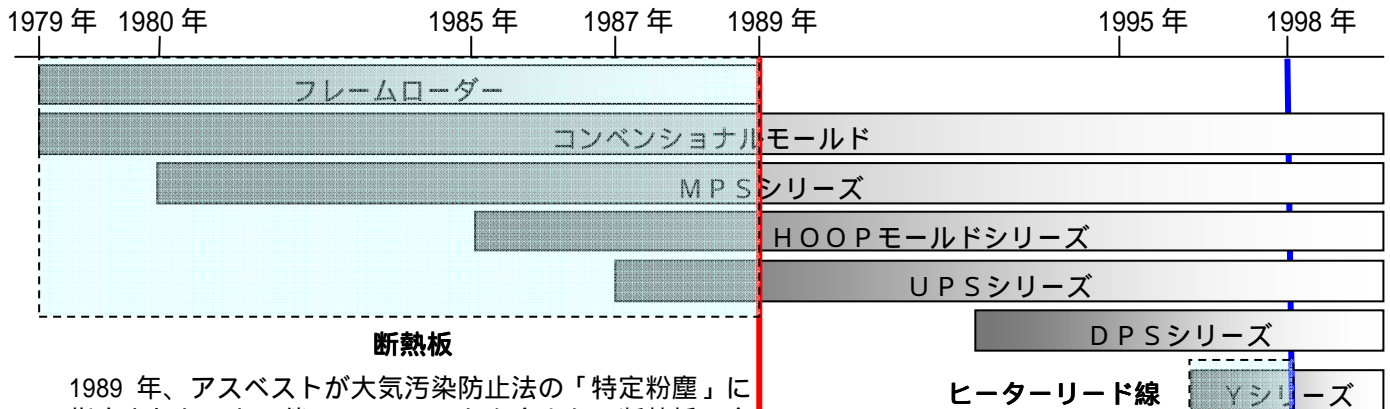 1979 年 1980 年 1985 年 1987 年 1989 年 1995 年 1998 年
フレームローダー
コンベンショナルモールド
ＭＰＳシリーズ
ＨＯＯＰモールドシリーズ
ＵＰＳシリーズ
ＤＰＳシリーズ
断熱板
1989 年、アスベストが大気汚染防止法の「特定粉塵」に
ヒーターリード線
Ｙシリーズ